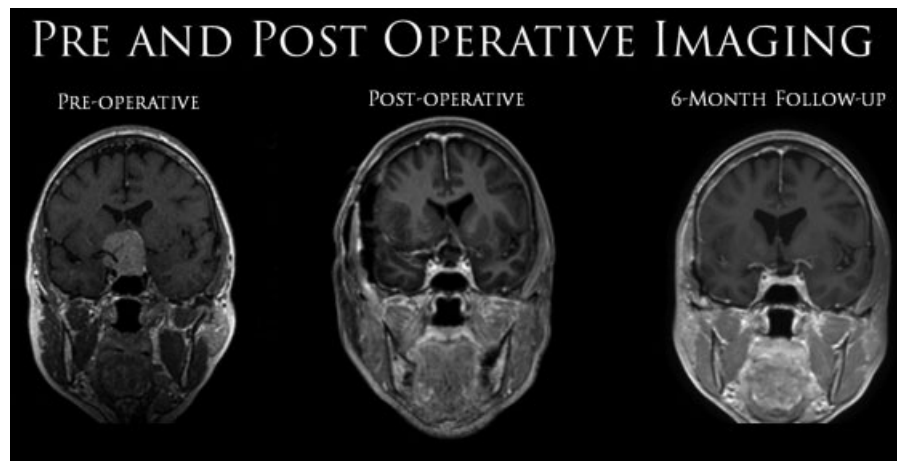 PRE AND POST OPERATIVE IMAGING
PRE-OPERATIVE
POST-OPERATIVE
6-MONTH FOLLOW-UP